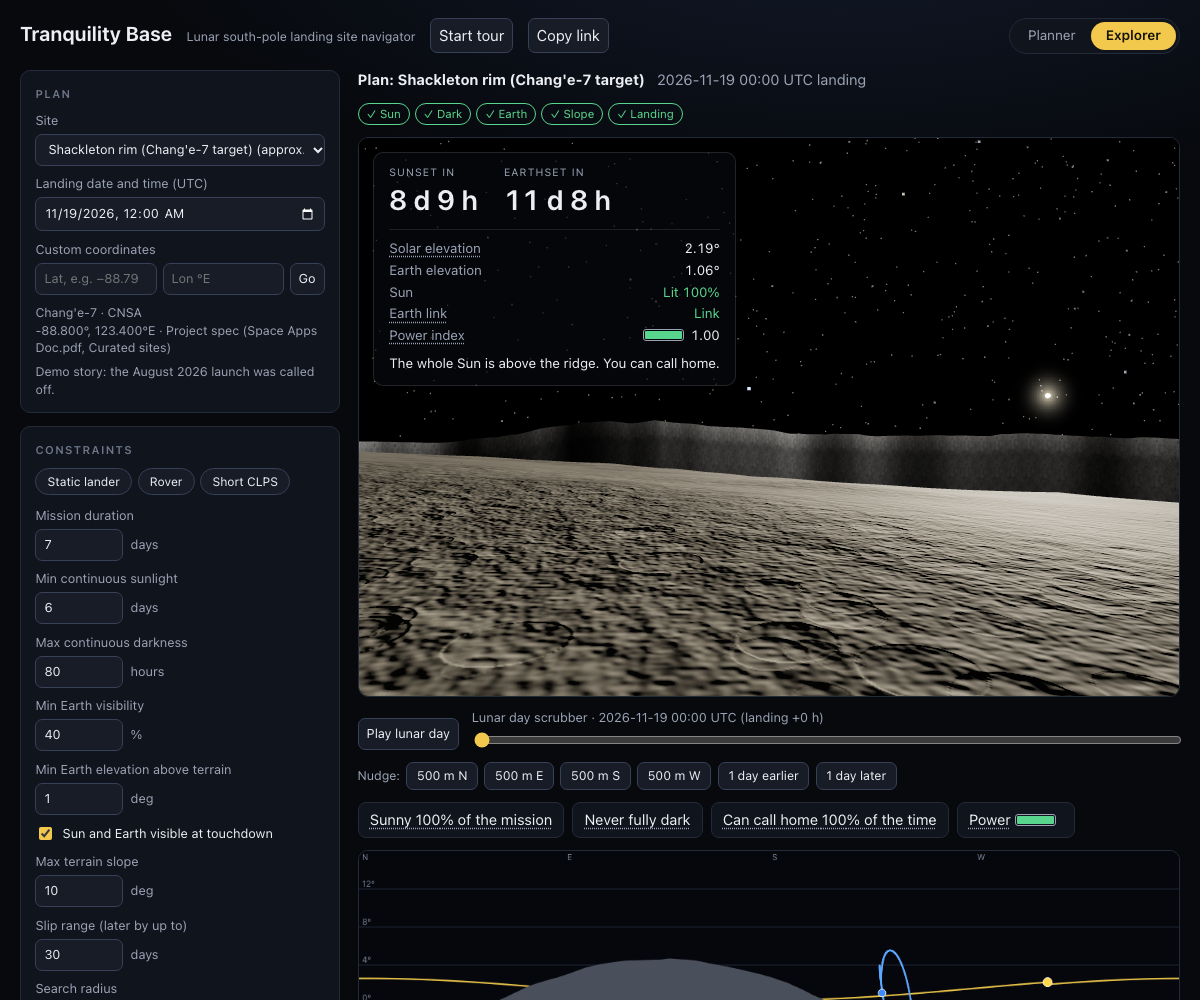 Tranquility Base
Lunar south-pole landing site navigator
Start tour
Copy link
Planner
Explorer
PLAN
Site
Shackleton rim (Chang'e-7 target) (approx.
Landing date and time (UTC)
11/19/2026, 12:00 AM
Custom coordinates
Lat, e.g. −88.79
Lon °E
Go
Chang'e-7 · CNSA
-88.800°, 123.400°E · Project spec (Space Apps
Doc.pdf, Curated sites)
Demo story: the August 2026 launch was called
off.
CONSTRAINTS
Static lander
Rover
Short CLPS
Mission duration
7 days
Min continuous sunlight
6 days
Max continuous darkness
80 hours
Min Earth visibility
40 %
Min Earth elevation above terrain
1 deg
Sun and Earth visible at touchdown
Max terrain slope
10 deg
Slip range (later by up to)
30 days
Search radius
Plan: Shackleton rim (Chang'e-7 target) 2026-11-19 00:00 UTC landing
✓ Sun
✓ Dark
✓ Earth
✓ Slope
✓ Landing
SUNSET IN
8 d 9 h
EARTHSET IN
11 d 8 h
Solar elevation 2.19°
Earth elevation 1.06°
Sun Lit 100%
Earth link Link
Power index 1.00
The whole Sun is above the ridge. You can call home.
Play lunar day
Lunar day scrubber · 2026-11-19 00:00 UTC (landing +0 h)
Nudge:
500 m N
500 m E
500 m S
500 m W
1 day earlier
1 day later
Sunny 100% of the mission
Never fully dark
Can call home 100% of the time
Power
N E S W
12°
8°
4°
0°